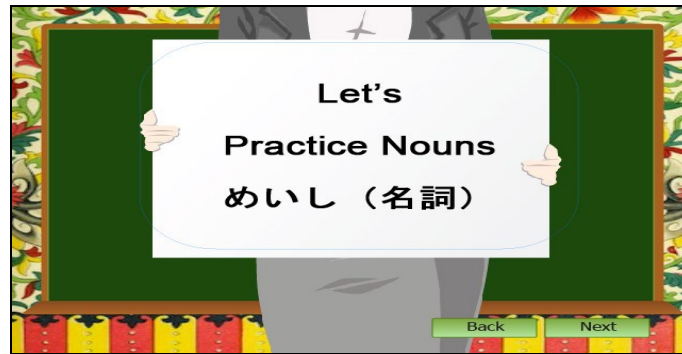 Let's
Practice Nouns
めいし（名詞）
Back Next